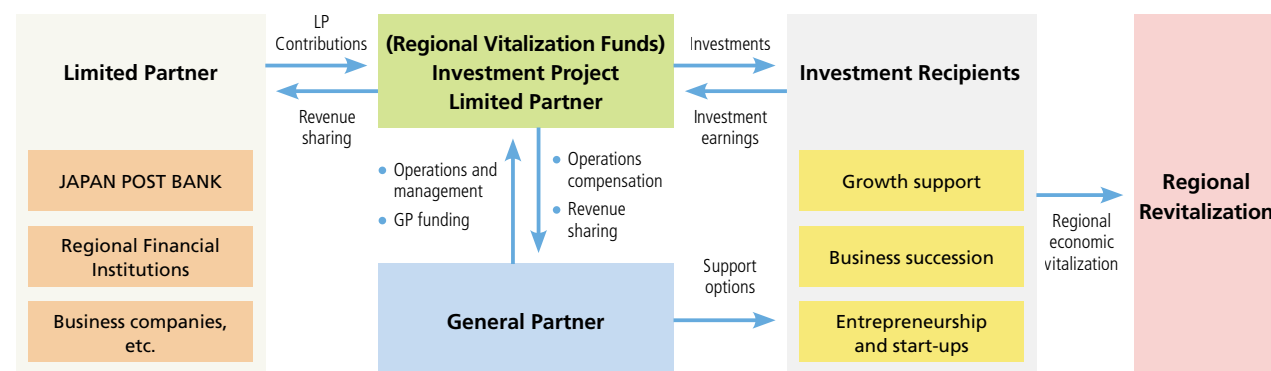 Limited Partner
JAPAN POST BANK
Regional Financial
Institutions
Business companies,
etc.
LP
Contributions
Revenue
sharing
(Regional Vitalization Funds)
Investment Project
Limited Partner
• Operations and
management
• GP funding
• Operations
compensation
• Revenue
sharing
General Partner
Investments
Investment
earnings
Support
options
Investment Recipients
Growth support
Business succession
Entrepreneurship
and start-ups
Regional
economic
vitalization
Regional
Revitalization